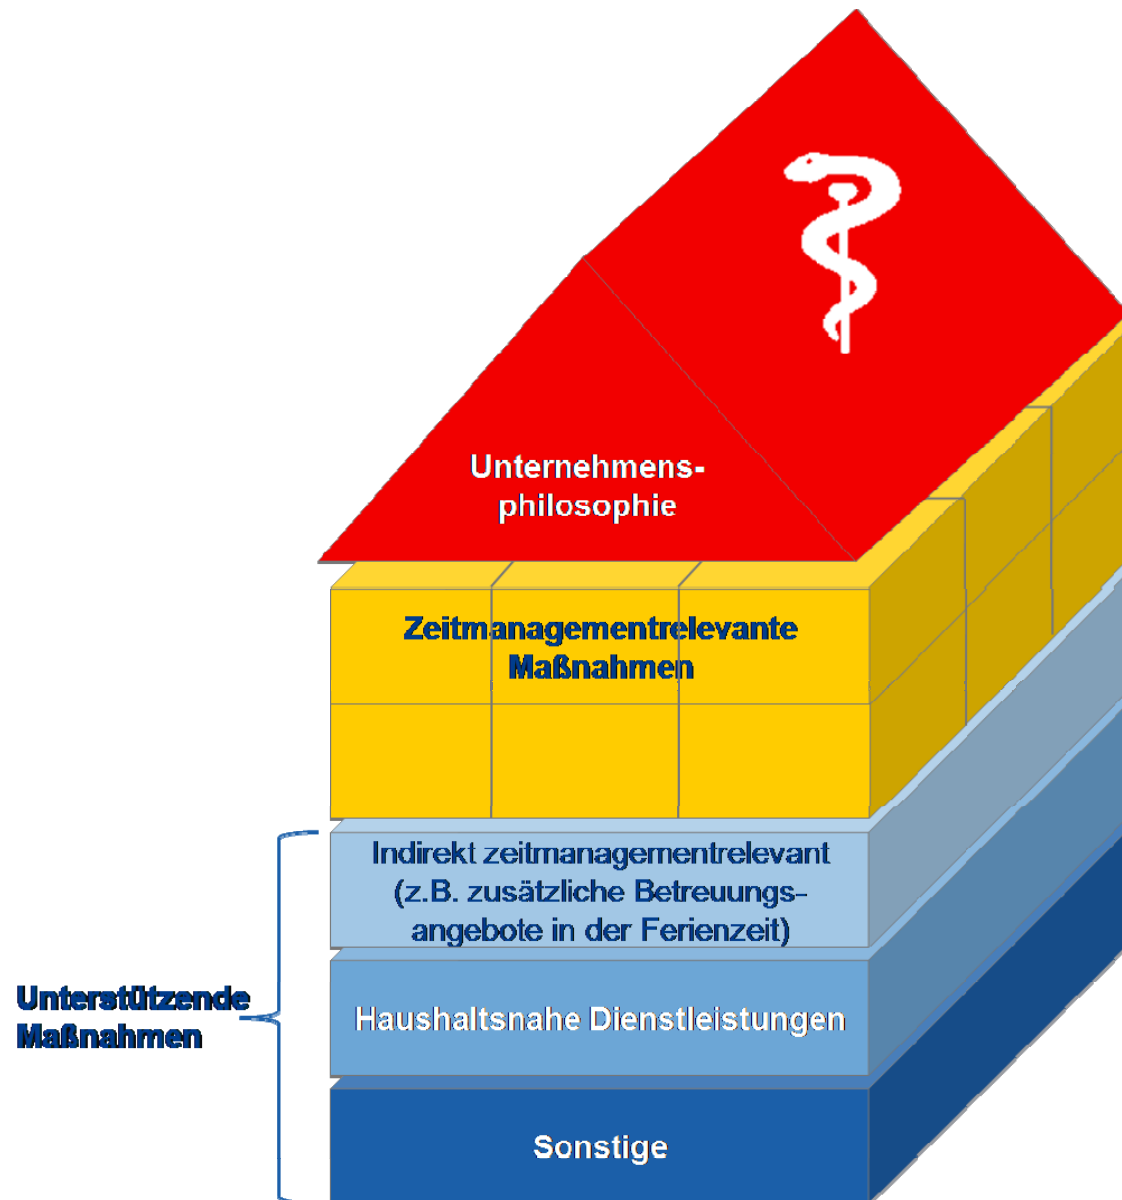 Unternehmens-
philosophie
Zeitmanagementrelevante
Maßnahmen
Indirekt zeitmanagementrelevant
(z.B. zusätzliche Betreuungs-
angebote in der Ferienzeit)
Unterstützende
Maßnahmen
Haushaltsnahe Dienstleistungen
Sonstige